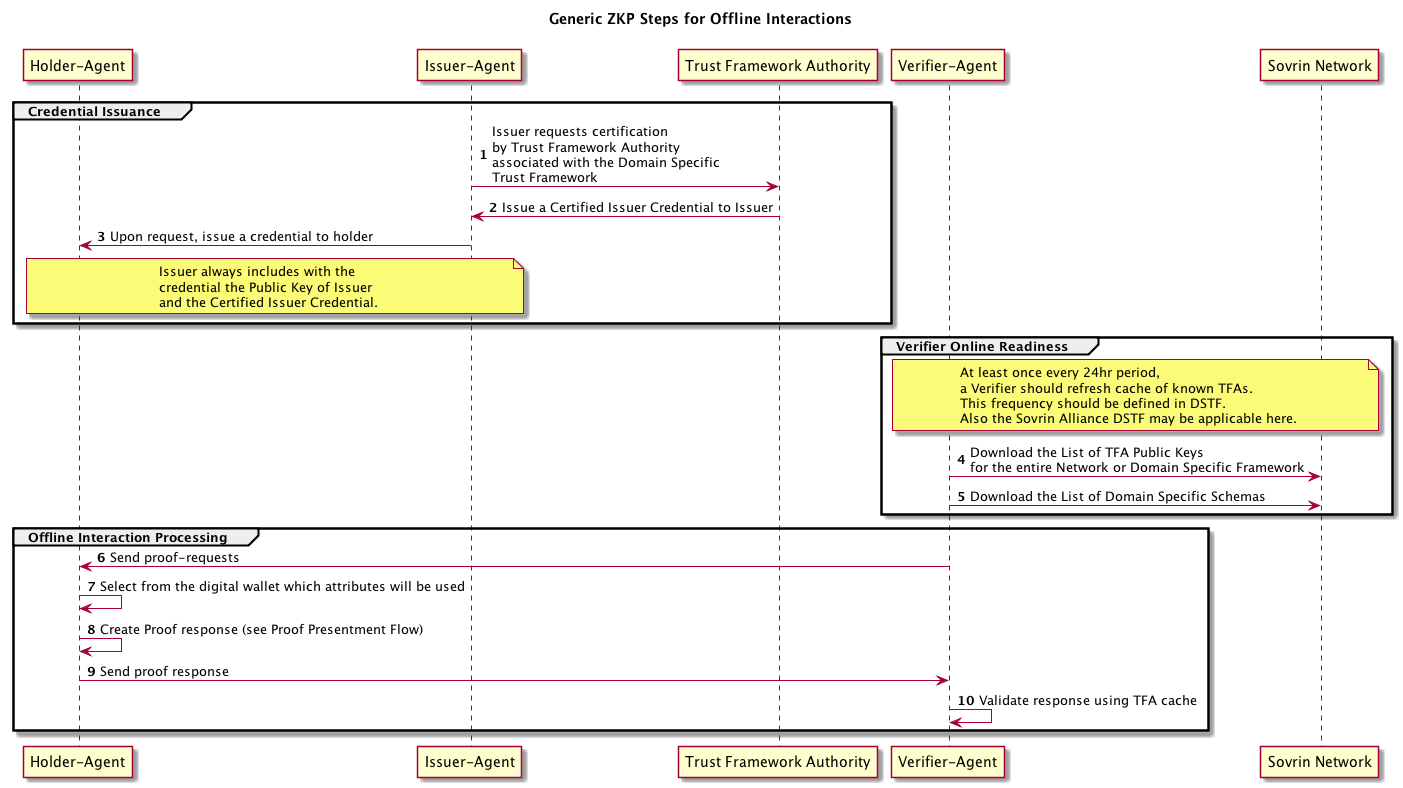 Generic ZKP Steps for Offline Interactions
Holder-Agent
Issuer-Agent
Trust Framework Authority
Verifier-Agent
Sovrin Network
Credential Issuance
1 Issuer requests certification
by Trust Framework Authority
associated with the Domain Specific
Trust Framework
2 Issue a Certified Issuer Credential to Issuer
3 Upon request, issue a credential to holder
Issuer always includes with the
credential the Public Key of Issuer
and the Certified Issuer Credential.
Verifier Online Readiness
At least once every 24hr period,
a Verifier should refresh cache of known TFAs.
This frequency should be defined in DSTF.
Also the Sovrin Alliance DSTF may be applicable here.
4 Download the List of TFA Public Keys
for the entire Network or Domain Specific Framework
5 Download the List of Domain Specific Schemas
Offline Interaction Processing
6 Send proof-requests
7 Select from the digital wallet which attributes will be used
8 Create Proof response (see Proof Presentment Flow)
9 Send proof response
10 Validate response using TFA cache
Holder-Agent
Issuer-Agent
Trust Framework Authority
Verifier-Agent
Sovrin Network